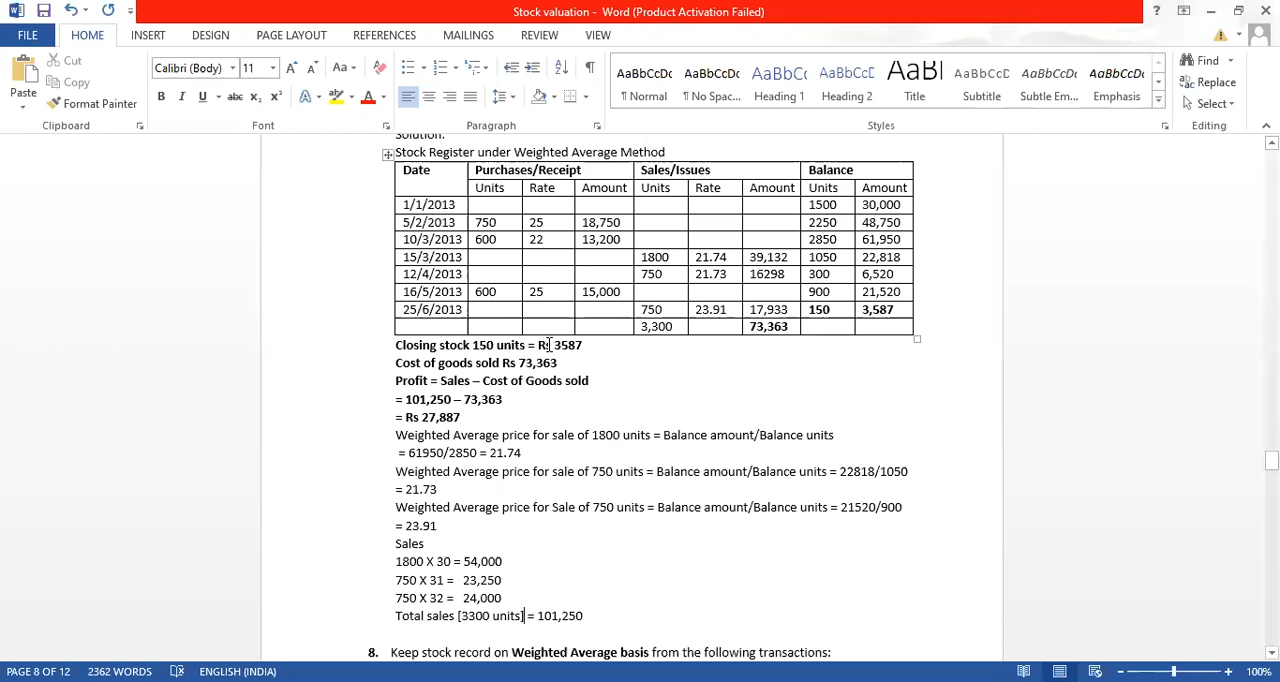 Stock valuation - Word (Product Activation Failed)
FILE HOME INSERT DESIGN PAGE LAYOUT REFERENCES MAILINGS REVIEW VIEW
Paste
Cut
Copy
Format Painter
Clipboard
Calibri (Body) 11
Font
Paragraph
AaBbCcDc AaBbCcDc AaBbCc AaBbCcC AaBl AaBbCcC AaBbCcDc AaBbCcDc
¶ Normal ¶ No Spac... Heading 1 Heading 2 Title Subtitle Subtle Em... Emphasis
Styles
Find
Replace
Select
Editing
Solution:
Stock Register under Weighted Average Method
Date Purchases/Receipt Sales/Issues Balance
Units Rate Amount Units Rate Amount Units Amount
1/1/2013 1500 30,000
5/2/2013 750 25 18,750 2250 48,750
10/3/2013 600 22 13,200 2850 61,950
15/3/2013 1800 21.74 39,132 1050 22,818
12/4/2013 750 21.73 16298 300 6,520
16/5/2013 600 25 15,000 900 21,520
25/6/2013 750 23.91 17,933 150 3,587
3,300 73,363
Closing stock 150 units = Rs 3587
Cost of goods sold Rs 73,363
Profit = Sales – Cost of Goods sold
= 101,250 – 73,363
= Rs 27,887
Weighted Average price for sale of 1800 units = Balance amount/Balance units
= 61950/2850 = 21.74
Weighted Average price for sale of 750 units = Balance amount/Balance units = 22818/1050
= 21.73
Weighted Average price for Sale of 750 units = Balance amount/Balance units = 21520/900
= 23.91
Sales
1800 X 30 = 54,000
750 X 31 = 23,250
750 X 32 = 24,000
Total sales [3300 units] = 101,250
8. Keep stock record on Weighted Average basis from the following transactions:
PAGE 8 OF 12 2362 WORDS ENGLISH (INDIA) 100%